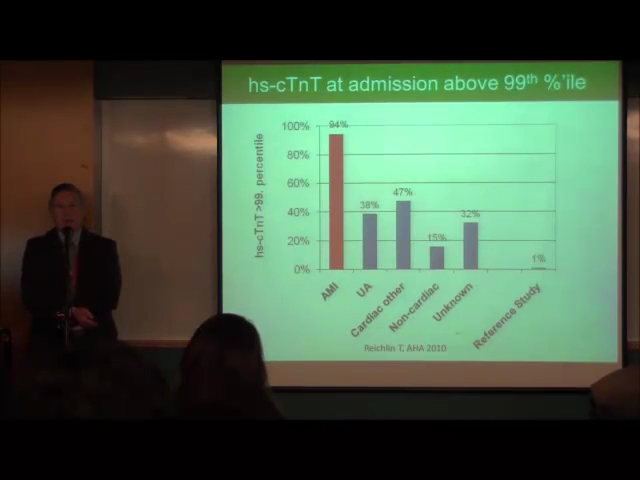 hs-cTnT at admission above 99th %'ile
hs-cTnT >99. percentile
100%
80%
60%
40%
20%
0%
94%
38%
47%
15%
32%
1%
AMI
UA
Cardiac other
Non-cardiac
Unknown
Reference Study
Reichlin T, AHA 2010